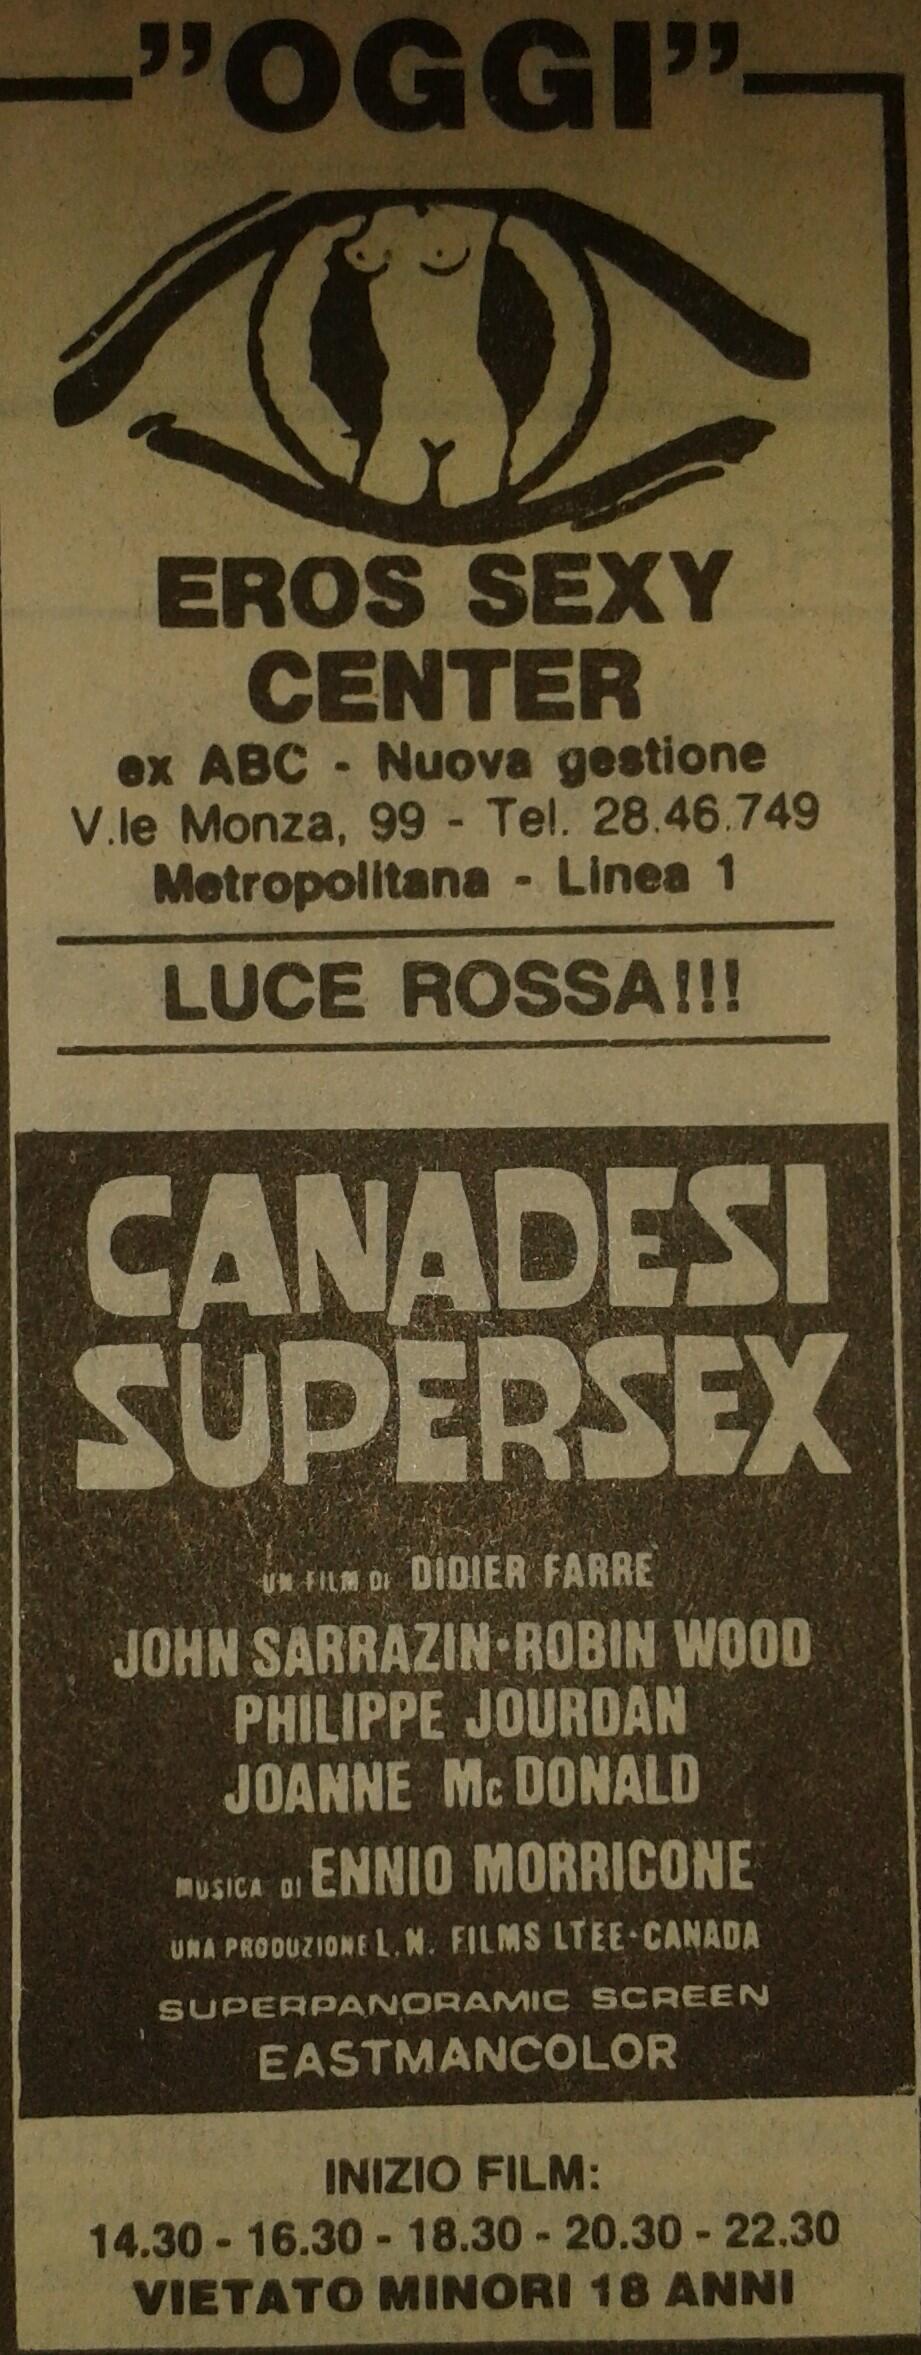 "OGGI"
EROS SEXY
CENTER
ex ABC - Nuova gestione
V.le Monza, 99 - Tel. 28.46.749
Metropolitana - Linea 1
LUCE ROSSA!!!
CANADESI
SUPERSEX
UN FILM DI DIDIER FARRE'
JOHN SARRAZIN·ROBIN WOOD
PHILIPPE JOURDAN
JOANNE Mc DONALD
MUSICA DI ENNIO MORRICONE
UNA PRODUZIONE L.N. FILMS LTEE·CANADA
SUPERPANORAMIC SCREEN
EASTMANCOLOR
INIZIO FILM:
14.30 - 16.30 - 18.30 - 20.30 - 22.30
VIETATO MINORI 18 ANNI